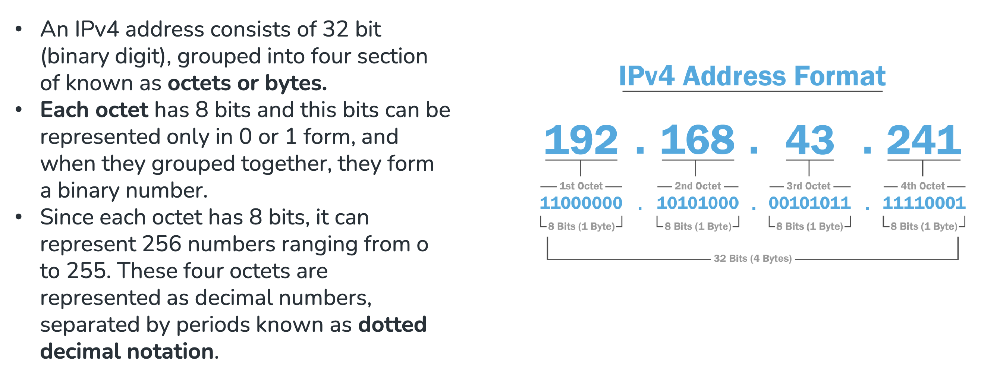 • An IPv4 address consists of 32 bit
(binary digit), grouped into four section
of known as octets or bytes.
• Each octet has 8 bits and this bits can be
represented only in 0 or 1 form, and
when they grouped together, they form
a binary number.
• Since each octet has 8 bits, it can
represent 256 numbers ranging from o
to 255. These four octets are
represented as decimal numbers,
separated by periods known as dotted
decimal notation.
IPv4 Address Format
192 . 168 . 43 . 241
1st Octet 2nd Octet 3rd Octet 4th Octet
11000000 . 10101000 . 00101011 . 11110001
8 Bits (1 Byte) 8 Bits (1 Byte) 8 Bits (1 Byte) 8 Bits (1 Byte)
32 Bits (4 Bytes)